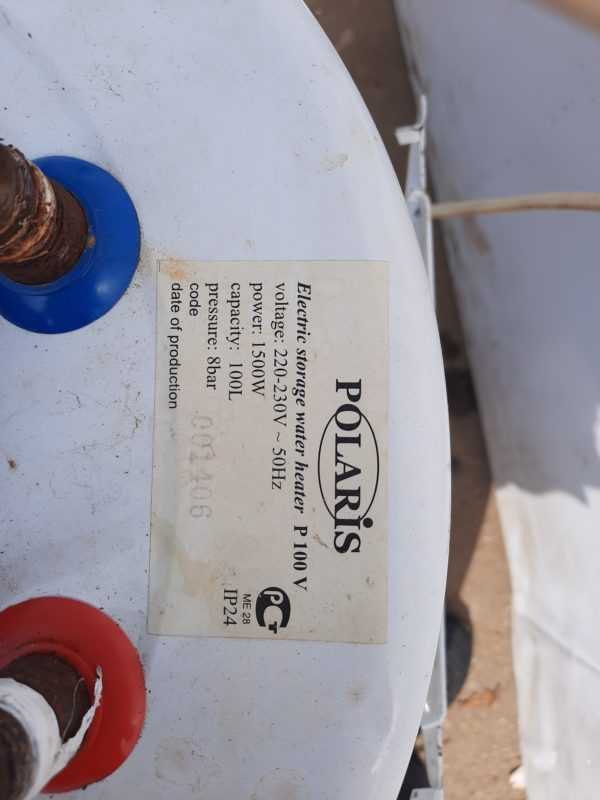 POLARIS
Electric storage water heater P 100 V
voltage: 220-230V ~ 50Hz
power: 1500W
capacity: 100L
pressure: 8bar
code 001406
date of production
РСТ
ME 28
IP24